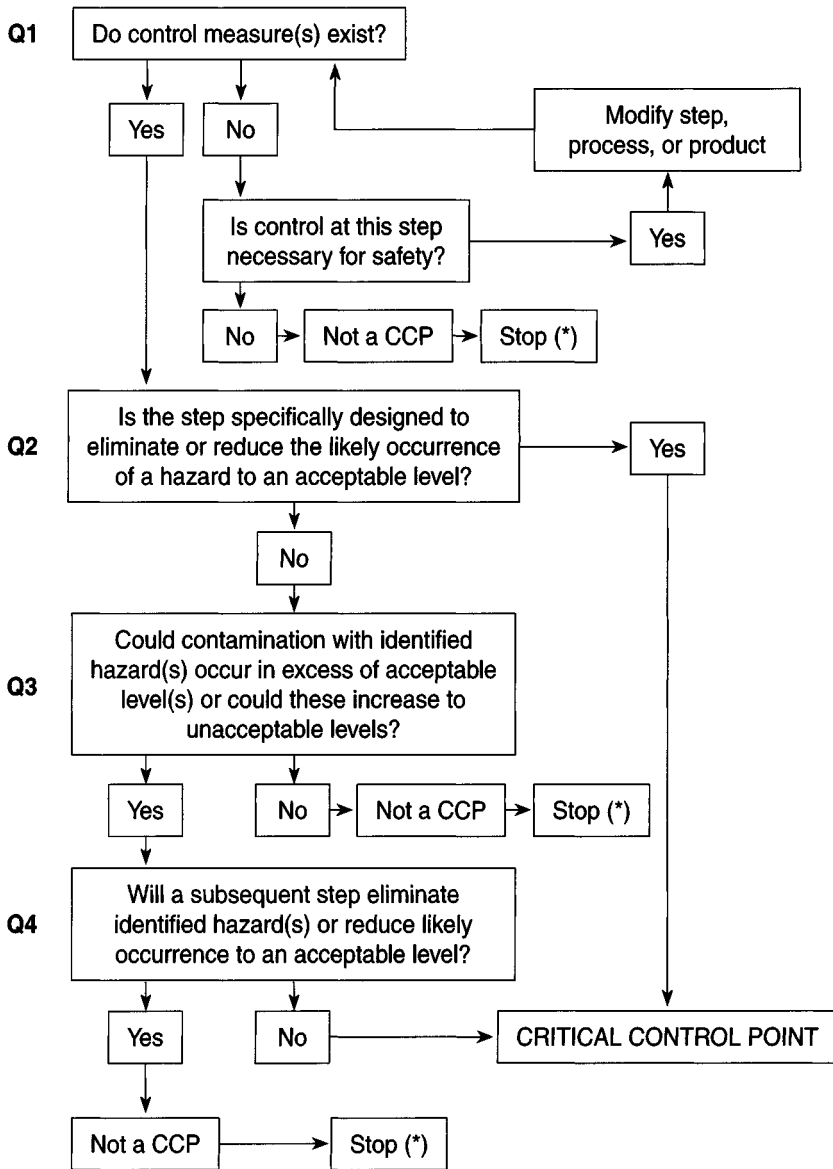 Q1
Do control measure(s) exist?
Yes
No
Modify step,
process, or product
Is control at this step
necessary for safety?
Yes
No
Not a CCP
Stop (*)
Q2
Is the step specifically designed to
eliminate or reduce the likely occurrence
of a hazard to an acceptable level?
Yes
No
Q3
Could contamination with identified
hazard(s) occur in excess of acceptable
level(s) or could these increase to
unacceptable levels?
Yes
No
Not a CCP
Stop (*)
Q4
Will a subsequent step eliminate
identified hazard(s) or reduce likely
occurrence to an acceptable level?
Yes
No
CRITICAL CONTROL POINT
Not a CCP
Stop (*)